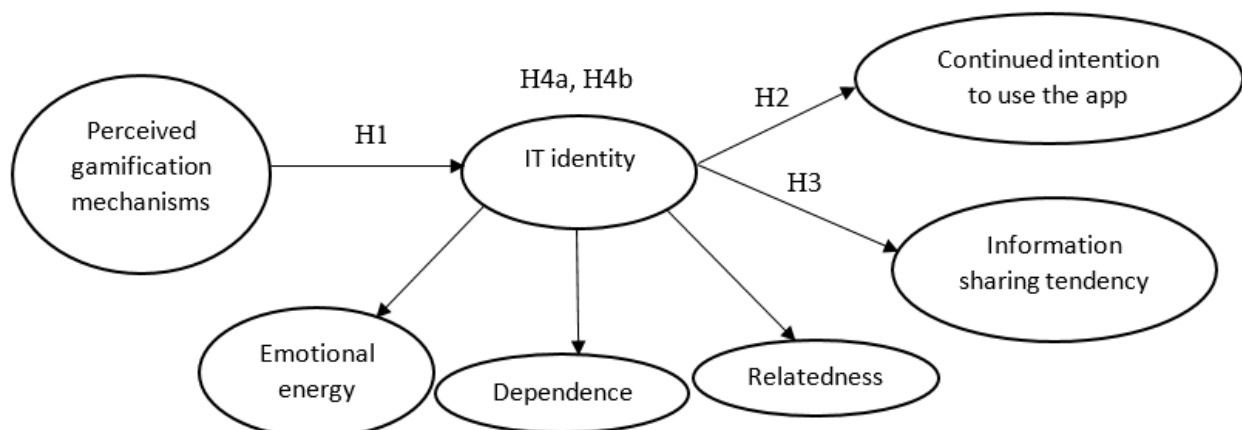 Perceived
gamification
mechanisms
H1
H4a, H4b
IT identity
H2
Continued intention
to use the app
H3
Information
sharing tendency
Emotional
energy
Dependence
Relatedness